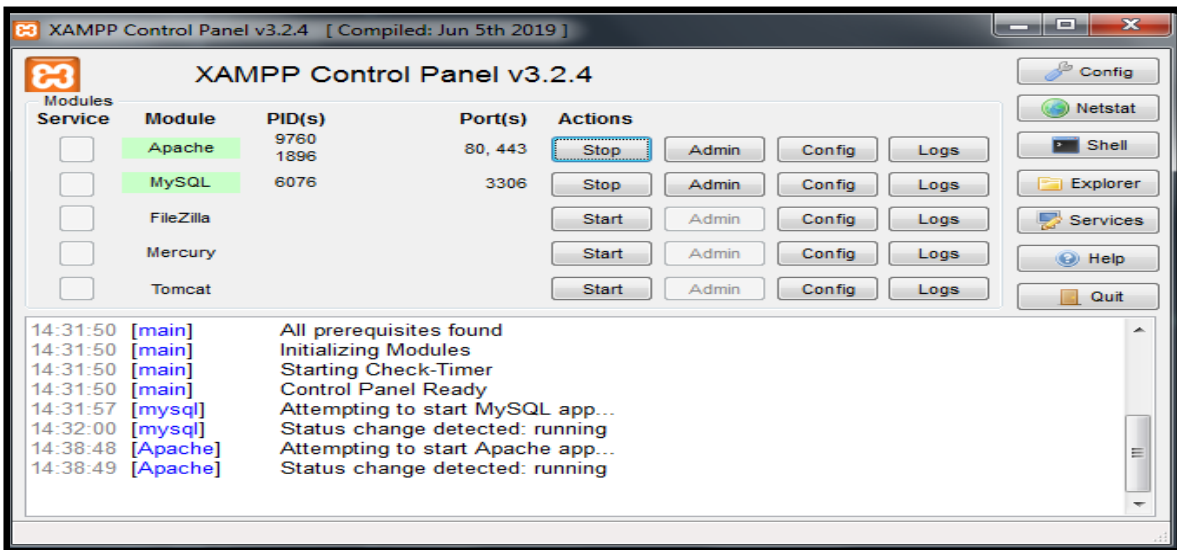 XAMPP Control Panel v3.2.4 [ Compiled: Jun 5th 2019 ]
XAMPP Control Panel v3.2.4
Config
Modules
Netstat
Service Module PID(s) Port(s) Actions
Apache 9760 1896 80, 443 Stop Admin Config Logs
Shell
MySQL 6076 3306 Stop Admin Config Logs
Explorer
FileZilla Start Admin Config Logs
Services
Mercury Start Admin Config Logs
Help
Tomcat Start Admin Config Logs
Quit
14:31:50 [main] All prerequisites found
14:31:50 [main] Initializing Modules
14:31:50 [main] Starting Check-Timer
14:31:50 [main] Control Panel Ready
14:31:57 [mysql] Attempting to start MySQL app...
14:32:00 [mysql] Status change detected: running
14:38:48 [Apache] Attempting to start Apache app...
14:38:49 [Apache] Status change detected: running